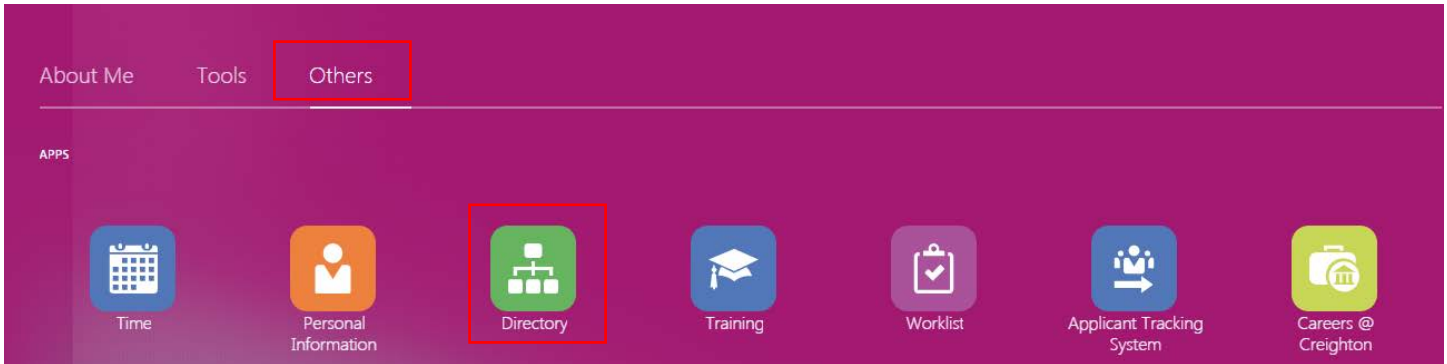 About Me Tools Others
APPS
Time Personal Information Directory Training Worklist Applicant Tracking System Careers @ Creighton